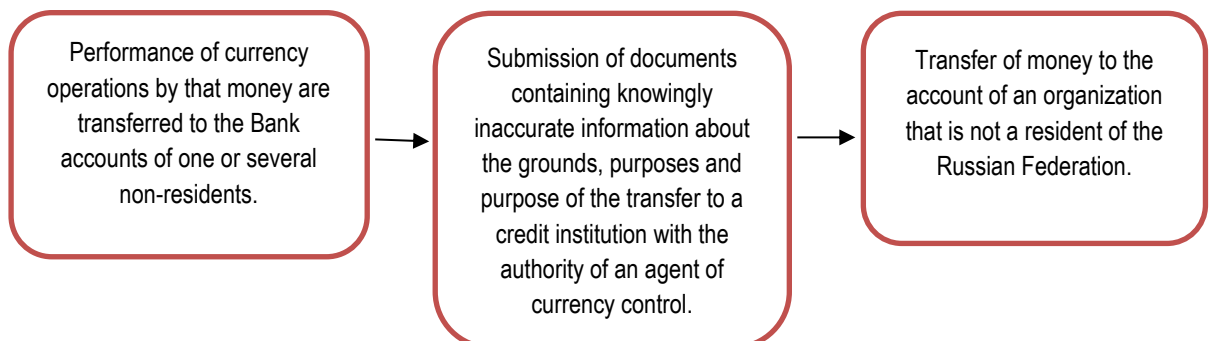 Performance of currency
operations by that money are
transferred to the Bank
accounts of one or several
non-residents.
Submission of documents
containing knowingly
inaccurate information about
the grounds, purposes and
purpose of the transfer to a
credit institution with the
authority of an agent of
currency control.
Transfer of money to the
account of an organization
that is not a resident of the
Russian Federation.